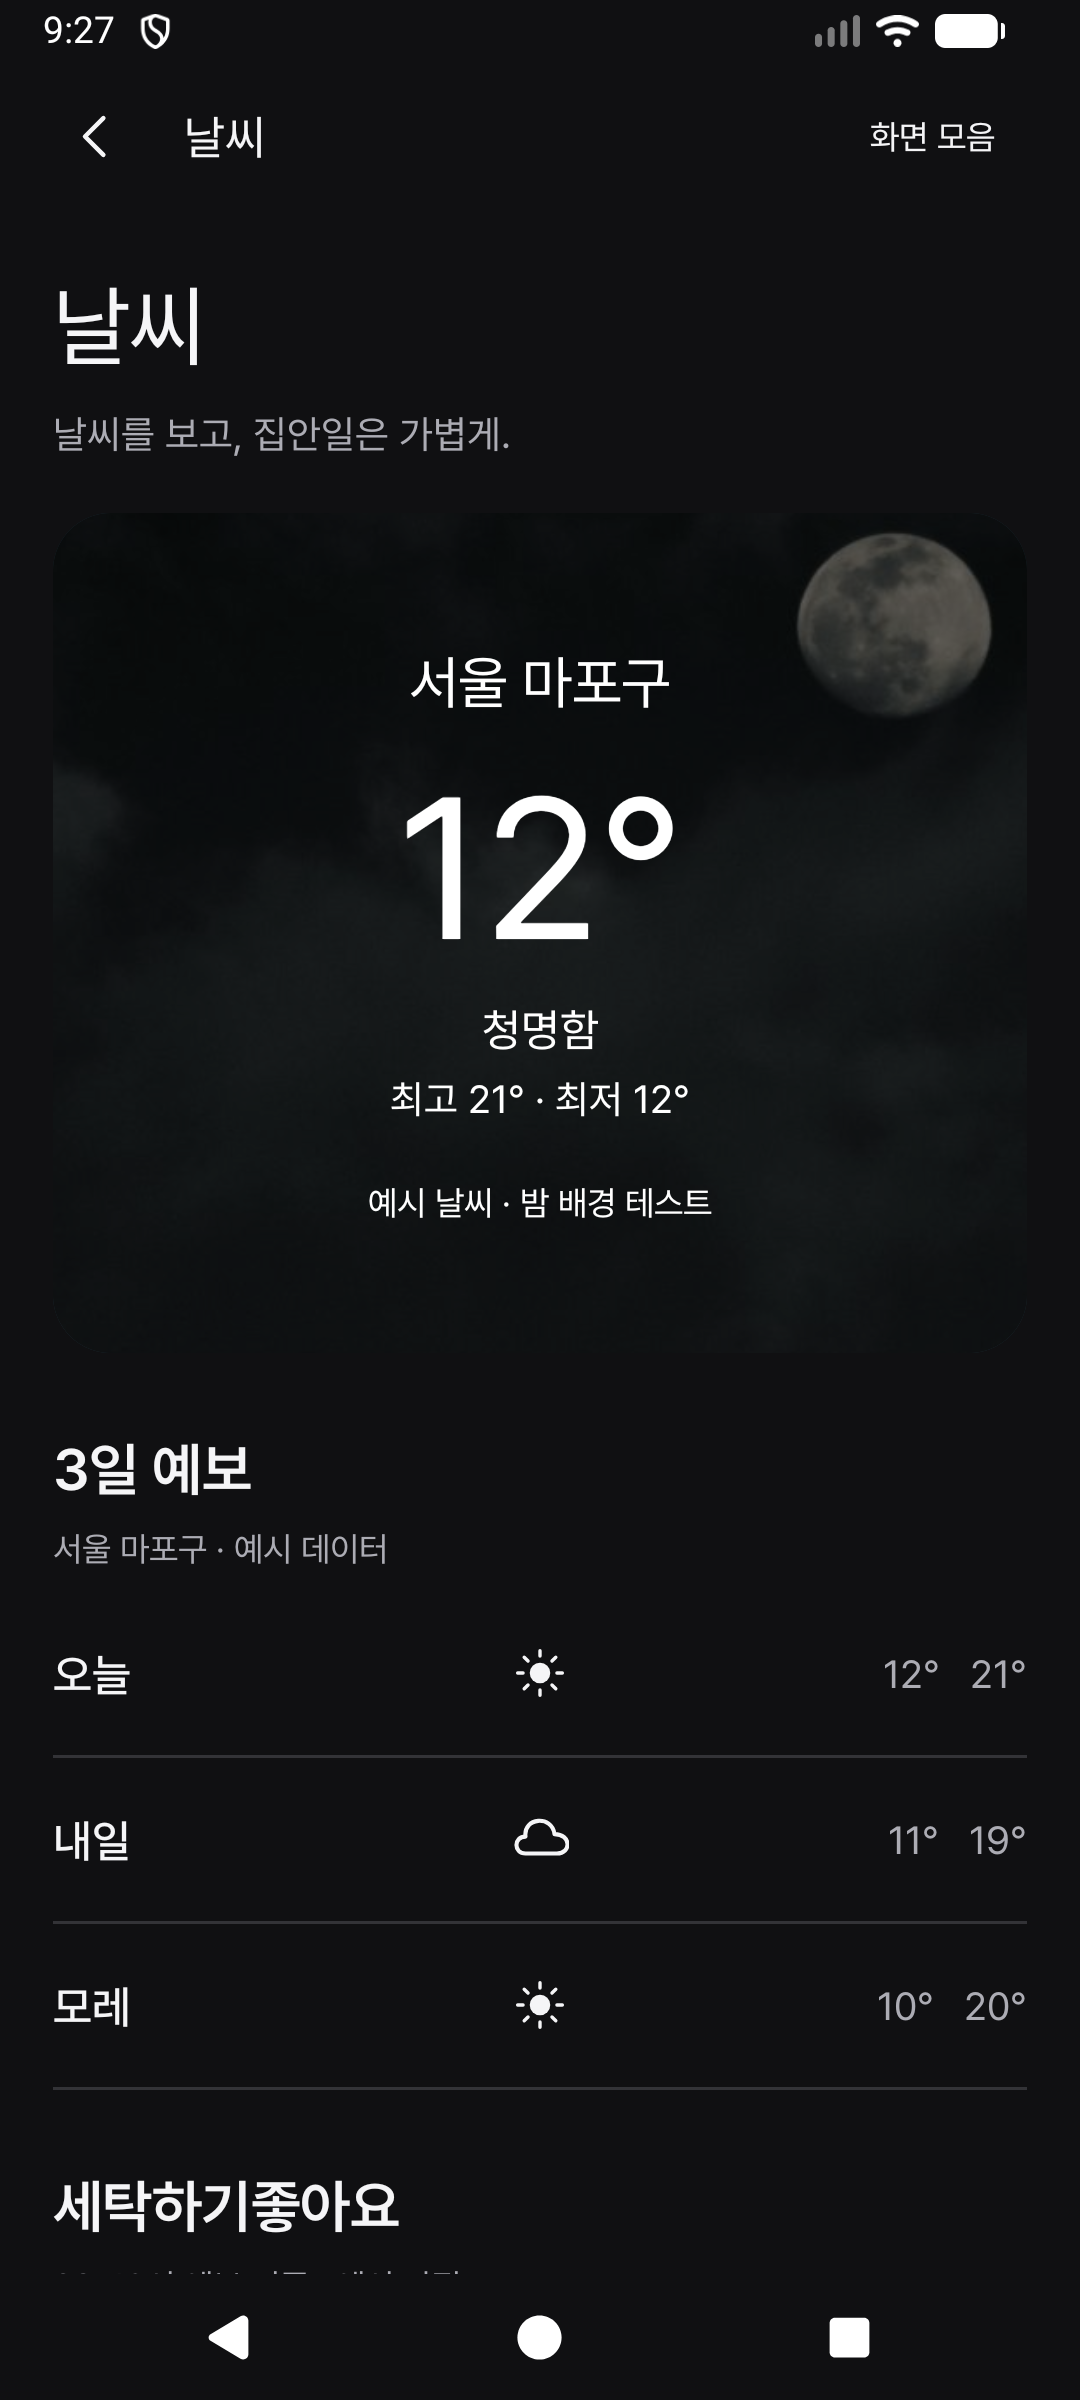 9:27
날씨
화면 모음
날씨
날씨를 보고, 집안일은 가볍게.
서울 마포구
12°
청명함
최고 21° · 최저 12°
예시 날씨 · 밤 배경 테스트
3일 예보
서울 마포구 · 예시 데이터
오늘 12° 21°
내일 11° 19°
모레 10° 20°
세탁하기좋아요